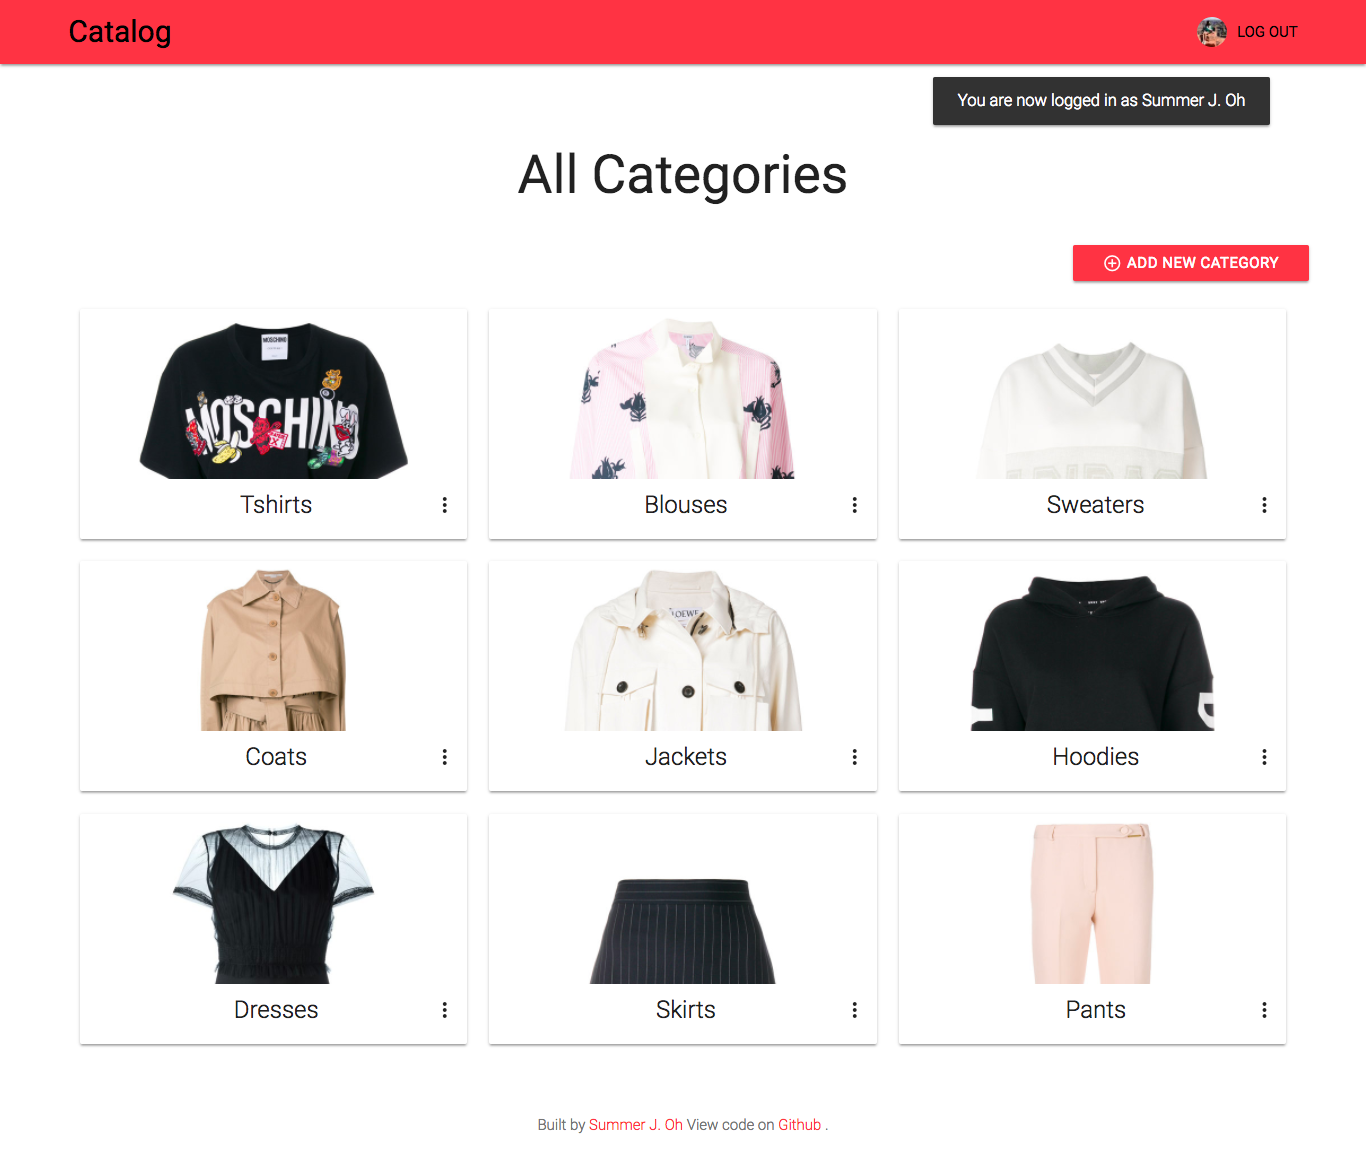 Catalog
LOG OUT
You are now logged in as Summer J. Oh
All Categories
ADD NEW CATEGORY
MOSCHINO
MOSCHINO
Tshirts
Blouses
Sweaters
LOEWE
Coats
Jackets
Hoodies
Dresses
Skirts
Pants
Built by Summer J. Oh View code on Github .